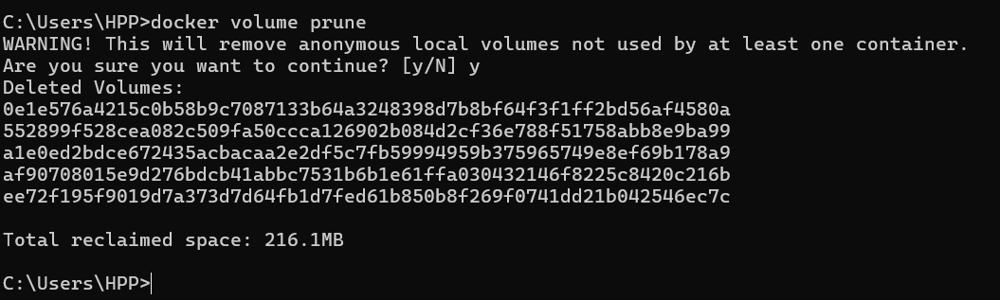 C:\Users\HPP>docker volume prune
WARNING! This will remove anonymous local volumes not used by at least one container.
Are you sure you want to continue? [y/N] y
Deleted Volumes:
0e1e576a4215c0b58b9c7087133b64a3248398d7b8bf64f3f1ff2bd56af4580a
552899f528cea082c509fa50ccca126902b084d2cf36e788f51758abb8e9ba99
a1e0ed2bdce672435acbacaa2e2df5c7fb59994959b375965749e8ef69b178a9
af90708015e9d276bdcb41abbc7531b6b1e61ffa030432146f8225c8420c216b
ee72f195f9019d7a373d7d64fb1d7fed61b850b8f269f0741dd21b042546ec7c
Total reclaimed space: 216.1MB
C:\Users\HPP>